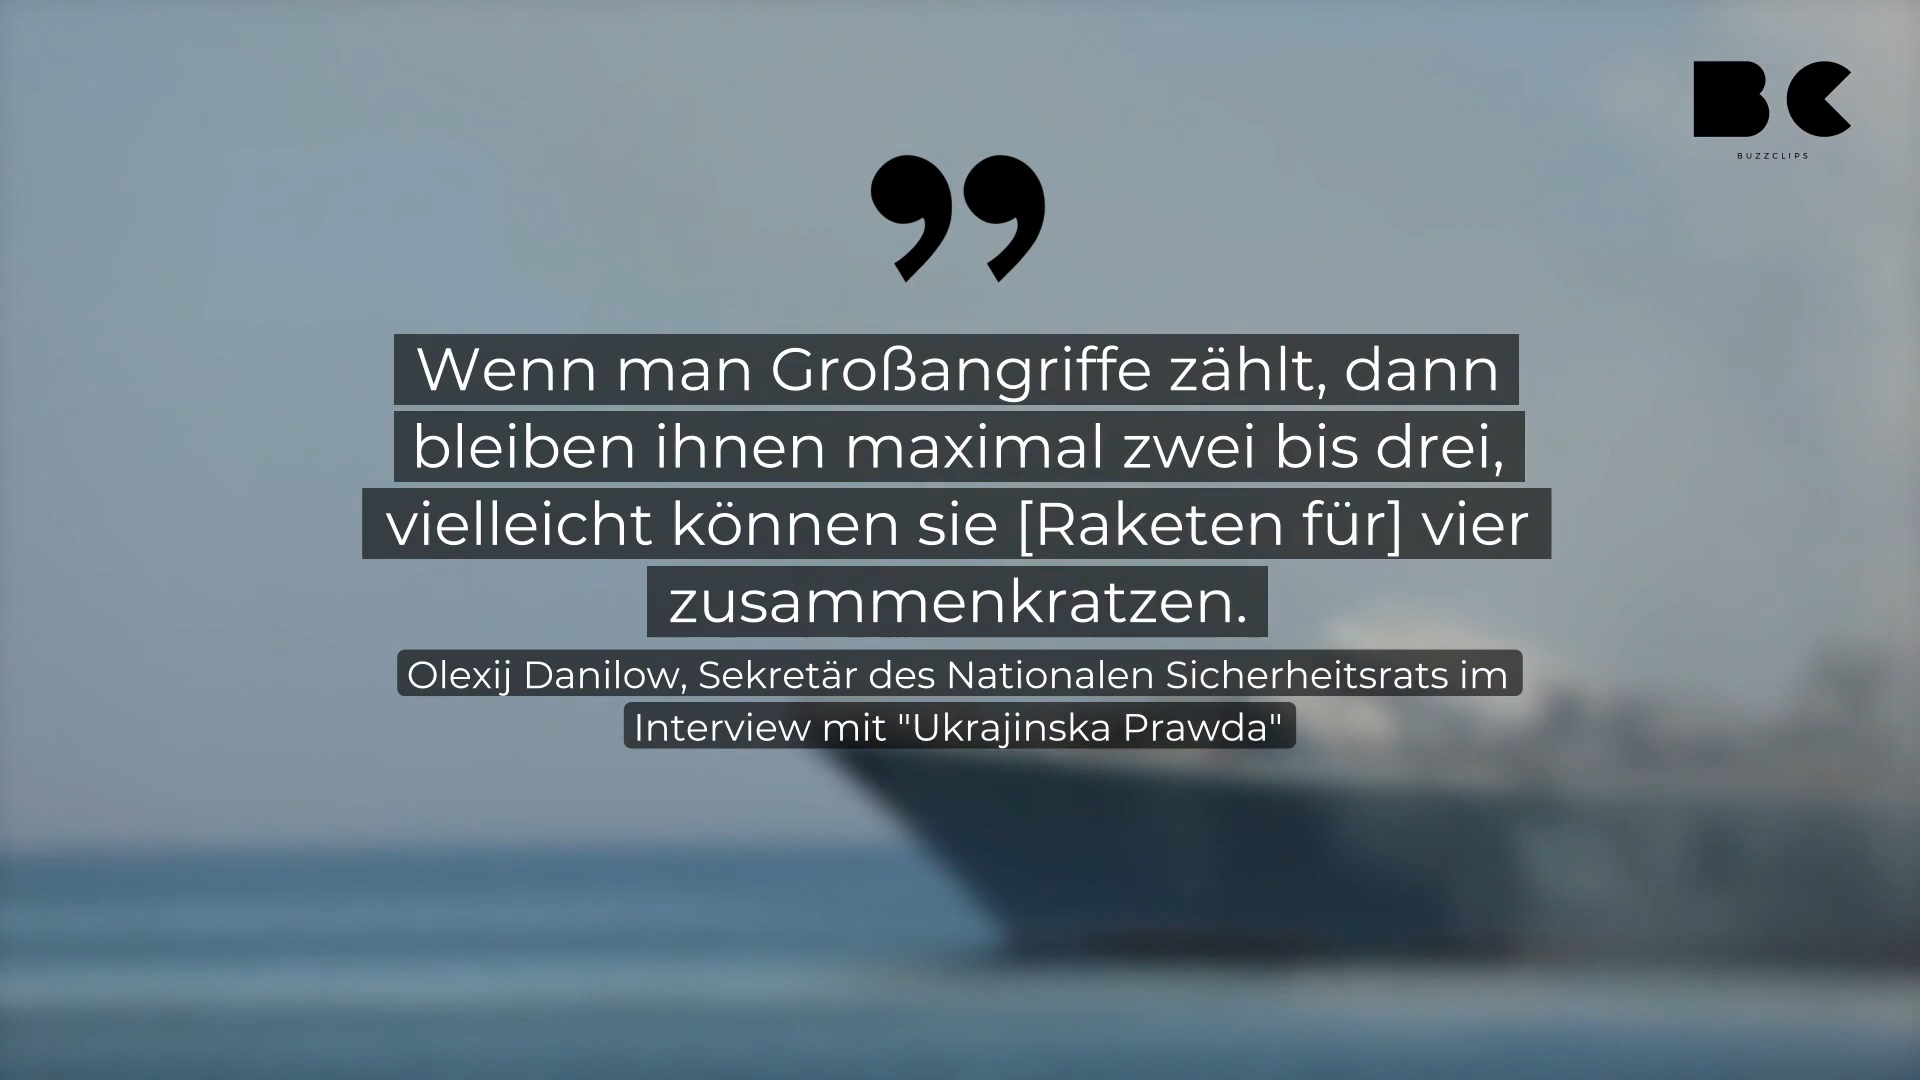 BC
BUZZCLIPS
”
Wenn man Großangriffe zählt, dann
bleiben ihnen maximal zwei bis drei,
vielleicht können sie [Raketen für] vier
zusammenkratzen.
Olexij Danilow, Sekretär des Nationalen Sicherheitsrats im
Interview mit "Ukrajinska Prawda"